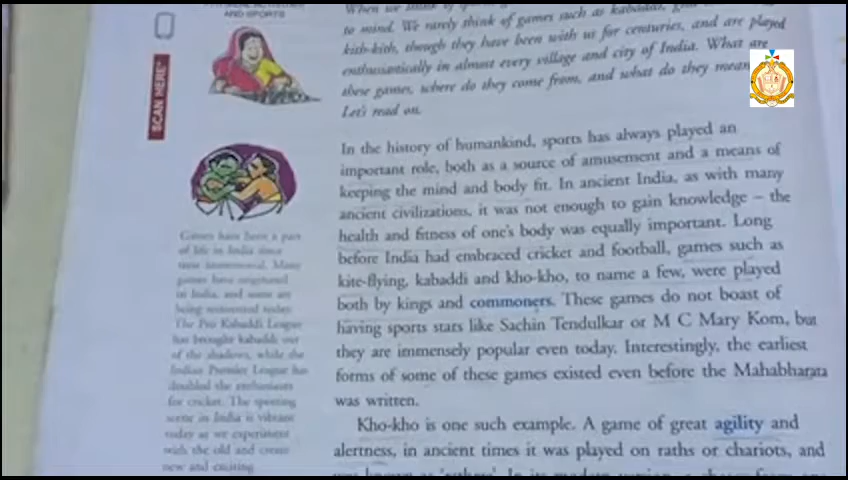 AND SPORTS
SCAN HERE*
to mind. We rarely think of games such as kabaddi,
kith-kith, though they have been with us for centuries, and are played
enthusiastically in almost every village and city of India. What are
these games, where do they come from, and what do they mean
Let's read on.
In the history of humankind, sports has always played an
important role, both as a source of amusement and a means of
keeping the mind and body fit. In ancient India, as with many
ancient civilizations, it was not enough to gain knowledge – the
health and fitness of one's body was equally important. Long
before India had embraced cricket and football, games such as
kite-flying, kabaddi and kho-kho, to name a few, were played
both by kings and commoners. These games do not boast of
having sports stars like Sachin Tendulkar or M C Mary Kom, but
they are immensely popular even today. Interestingly, the earliest
forms of some of these games existed even before the Mahabharata
was written.
Kho-kho is one such example. A game of great agility and
alertness, in ancient times it was played on raths or chariots, and
Games have been a part
of life in India since
time immemorial. Many
games have originated
in India, and some are
being reinvented today.
The Pro Kabaddi League
has brought kabaddi out
of the shadows, while the
Indian Premier League has
doubled the enthusiasm
for cricket. The sporting
scene in India is vibrant
today as we experiment
with the old and create
new and exciting